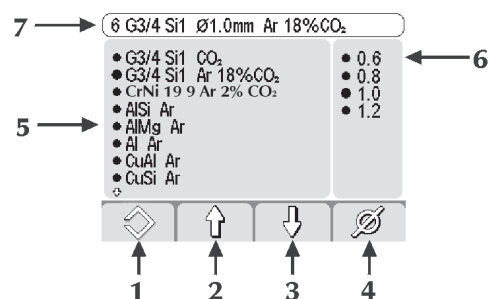 7
6 G3/4 Si1 Ø1.0mm Ar 18%CO₂
6
• G3/4 Si1 CO₂
• G3/4 Si1 Ar 18%CO₂
• CrNi 19 9 Ar 2% CO₂
• AlSi Ar
• AlMg Ar
• Al Ar
• CuAl Ar
• CuSi Ar
• 0.6
• 0.8
• 1.0
• 1.2
5
1 2 3 4